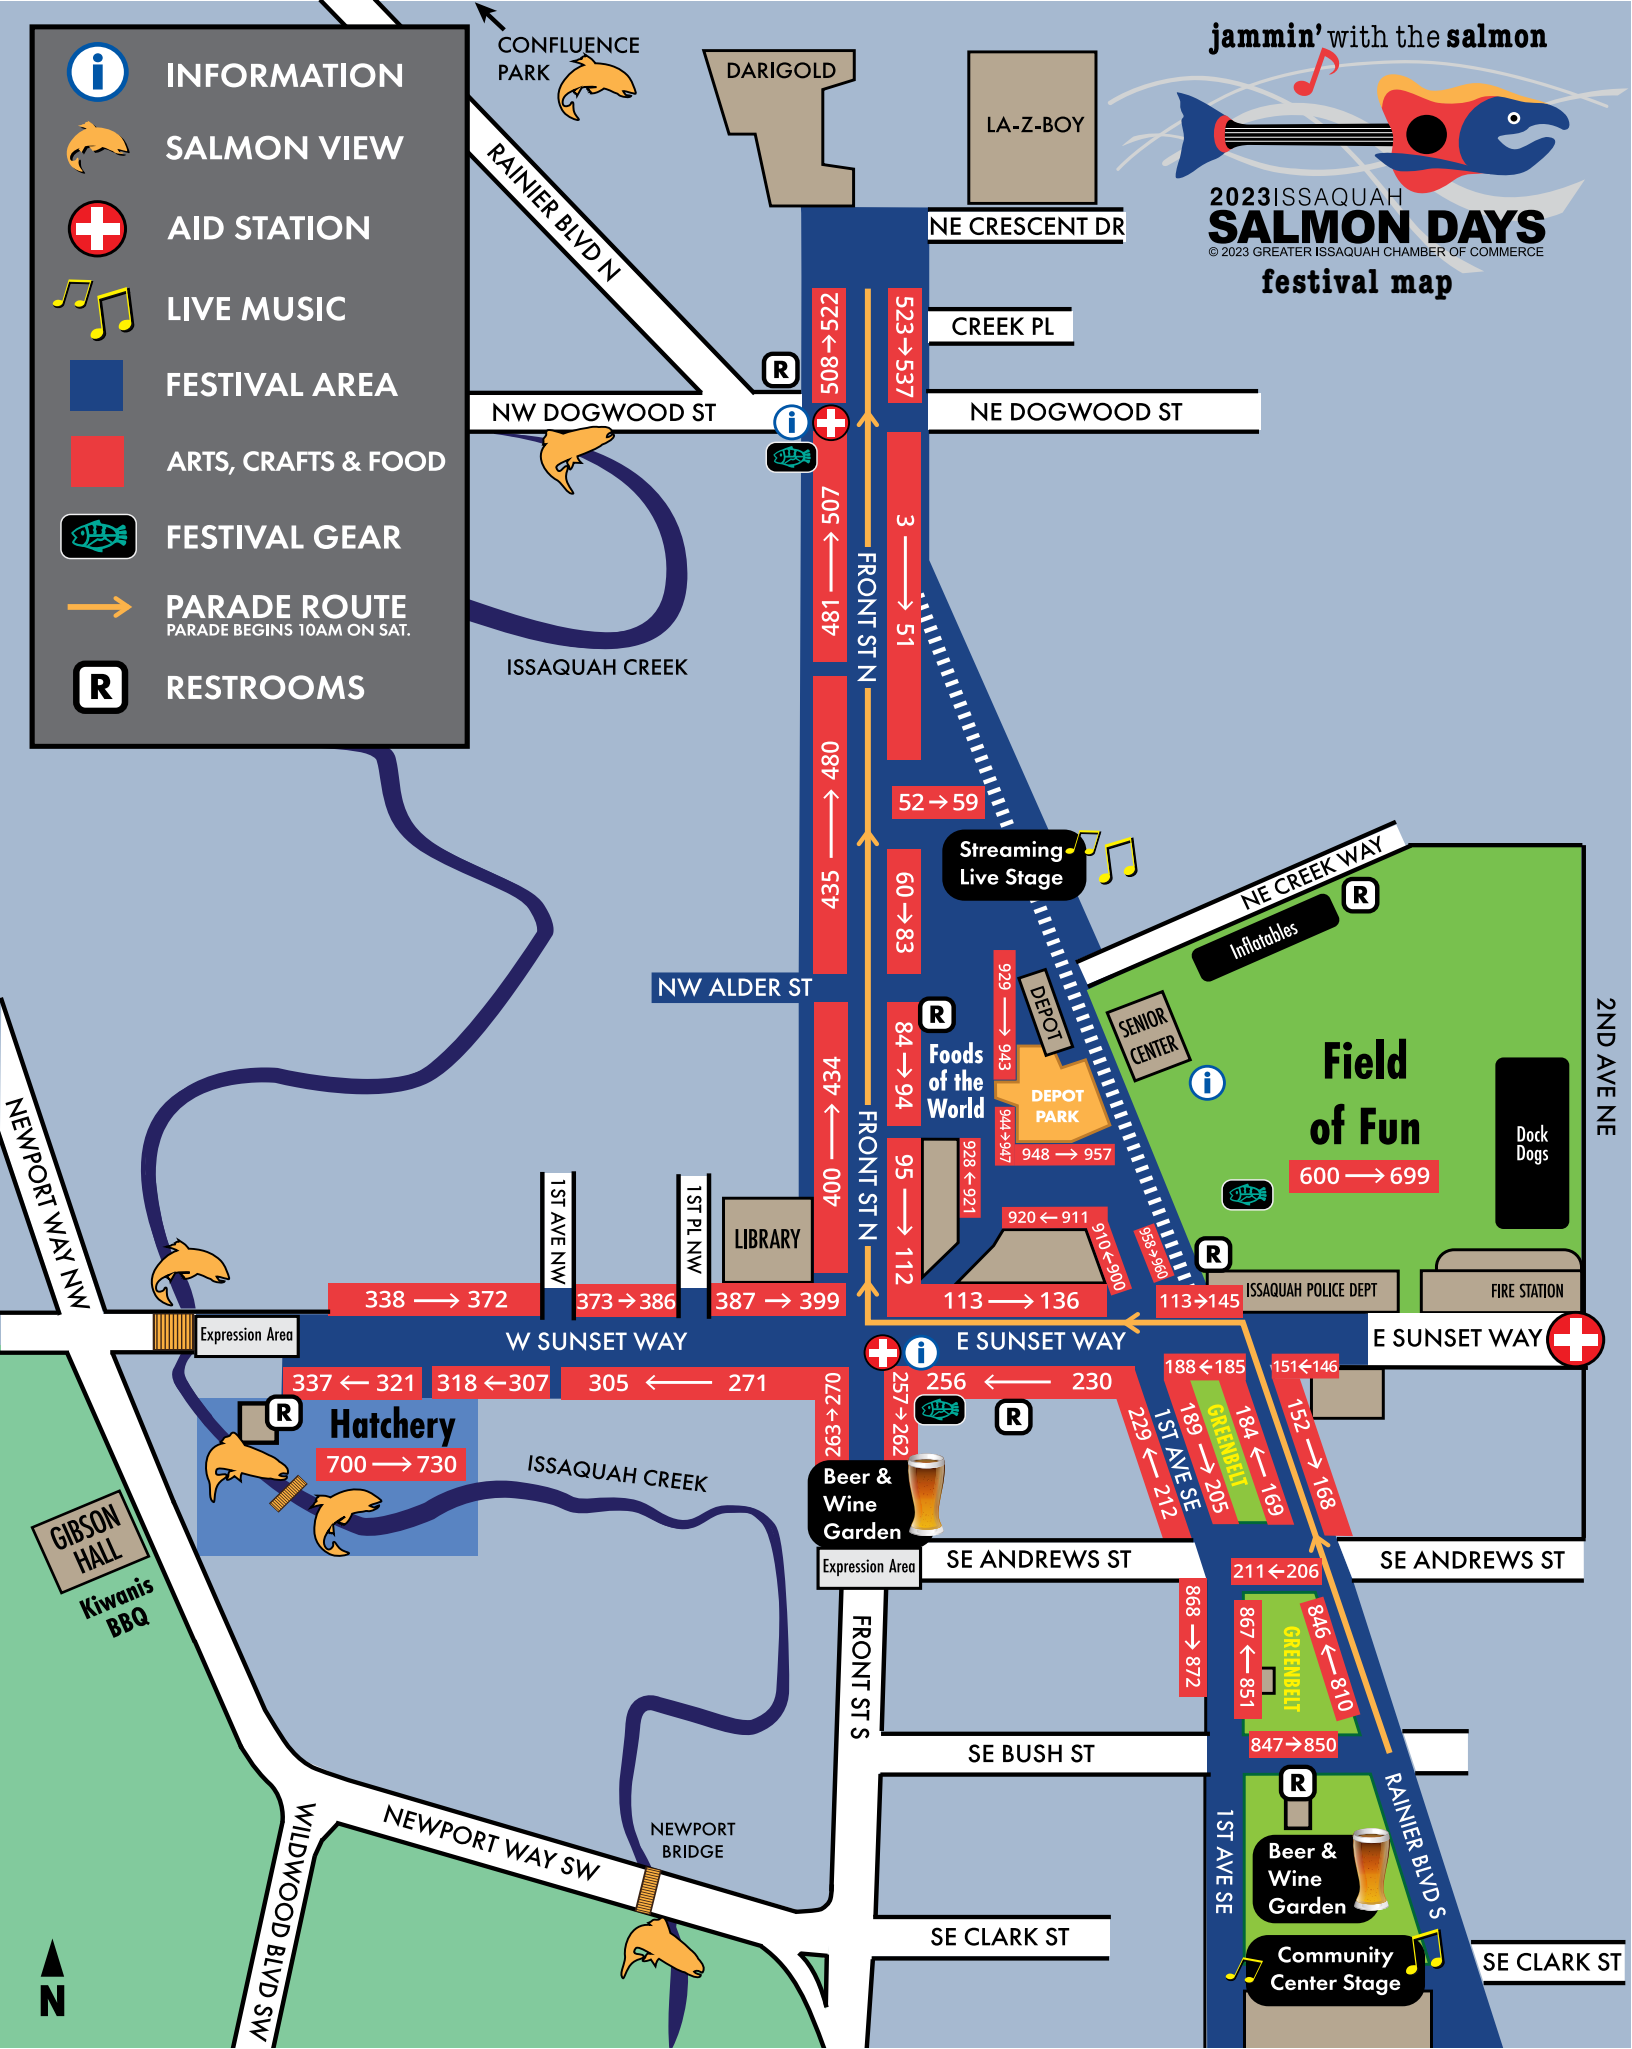 INFORMATION
SALMON VIEW
AID STATION
LIVE MUSIC
FESTIVAL AREA
ARTS, CRAFTS & FOOD
FESTIVAL GEAR
PARADE ROUTE
PARADE BEGINS 10AM ON SAT.
R RESTROOMS
CONFLUENCE
PARK
DARIGOLD
LA-Z-BOY
jammin' with the salmon
2023 ISSAQUAH
SALMON DAYS
© 2023 GREATER ISSAQUAH CHAMBER OF COMMERCE
festival map
RAINIER BLVD N
NE CRESCENT DR
CREEK PL
508→522
523→537
R
NW DOGWOOD ST
NE DOGWOOD ST
i
481→507
3→51
FRONT ST N
ISSAQUAH CREEK
435→480
52→59
Streaming
Live Stage
60→83
NE CREEK WAY
R
Inflatables
NW ALDER ST
929→943
DEPOT
SENIOR
CENTER
i
2ND AVE NE
R
84→94
Foods
of the
World
DEPOT
PARK
Field
of Fun
600→699
Dock
Dogs
400→434
FRONT ST N
95→112
944→947
948→957
928←921
920←911
910←900
958→960
R
NEWPORT WAY NW
1ST AVE NW
1ST PL NW
LIBRARY
ISSAQUAH POLICE DEPT
FIRE STATION
338→372
373→386
387→399
113→136
113→145
Expression Area
W SUNSET WAY
i
E SUNSET WAY
E SUNSET WAY
337←321
318←307
305←271
263→270
257→262
256←230
R
188←185
151←146
229←212
1ST AVE SE
189→205
GREENBELT
184←169
152→168
R
Hatchery
700→730
ISSAQUAH CREEK
Beer &
Wine
Garden
Expression Area
SE ANDREWS ST
SE ANDREWS ST
GIBSON
HALL
Kiwanis
BBQ
211←206
868→872
867←851
GREENBELT
846←810
847→850
FRONT ST S
SE BUSH ST
R
RAINIER BLVD S
1ST AVE SE
Beer &
Wine
Garden
WILDWOOD BLVD SW
NEWPORT WAY SW
NEWPORT
BRIDGE
SE CLARK ST
Community
Center Stage
SE CLARK ST
N